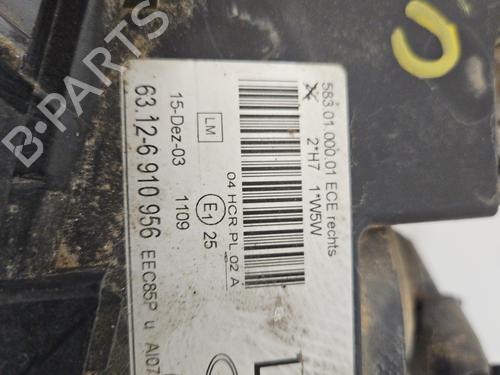 583.01.000.01 ECE rechts
2*H7 1*W5W
04 HCR PL 02 A
LM
E1 25
15-Dez-03 1109
63.12-6 910 956 EEC85P u
B-PARTS